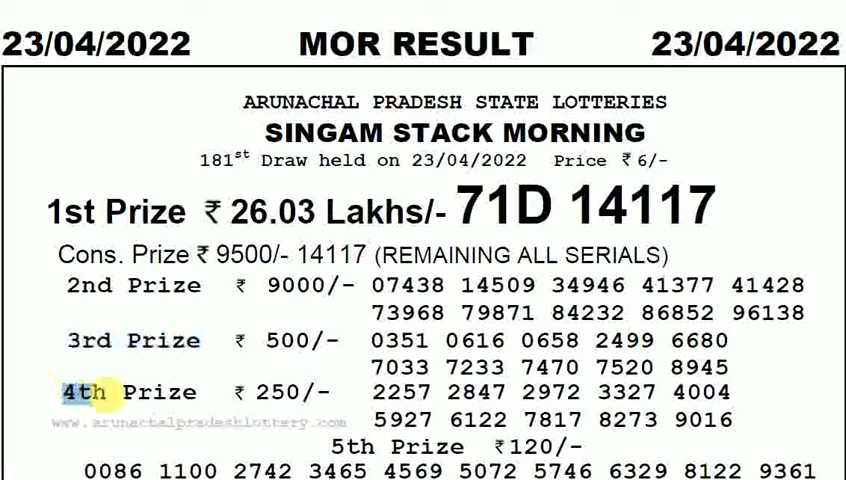 23/04/2022 MOR RESULT 23/04/2022
ARUNACHAL PRADESH STATE LOTTERIES
SINGAM STACK MORNING
181st Draw held on 23/04/2022 Price ₹ 6/-
1st Prize ₹ 26.03 Lakhs/- 71D 14117
Cons. Prize ₹ 9500/- 14117 (REMAINING ALL SERIALS)
2nd Prize ₹ 9000/- 07438 14509 34946 41377 41428
73968 79871 84232 86852 96138
3rd Prize ₹ 500/- 0351 0616 0658 2499 6680
7033 7233 7470 7520 8945
4th Prize ₹ 250/- 2257 2847 2972 3327 4004
5927 6122 7817 8273 9016
www.arunachalpradeshlottery.com
5th Prize ₹120/-
0086 1100 2742 3465 4569 5072 5746 6329 8122 9361